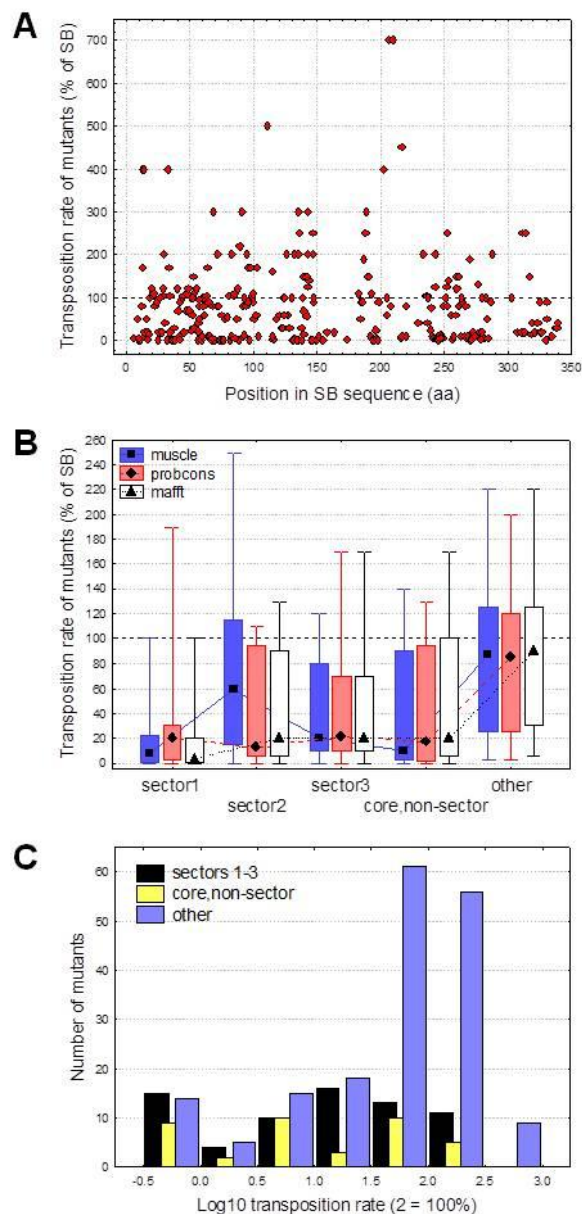 A
Transpsosition rate of mutants (% of SB)
700
600
500
400
300
200
100
0
0 50 100 150 200 250 300 350
Position in SB sequence (aa)
B
Transposition rate of mutants (% of SB)
260
240
220
200
180
160
140
120
100
80
60
40
20
0
muscle
probcons
mafft
sector1 sector3 other
sector2 core,non-sector
C
Number of mutants
60
50
40
30
20
10
0
sectors 1-3
core,non-sector
other
-0.5 0.0 0.5 1.0 1.5 2.0 2.5 3.0
Log10 transposition rate (2 = 100%)